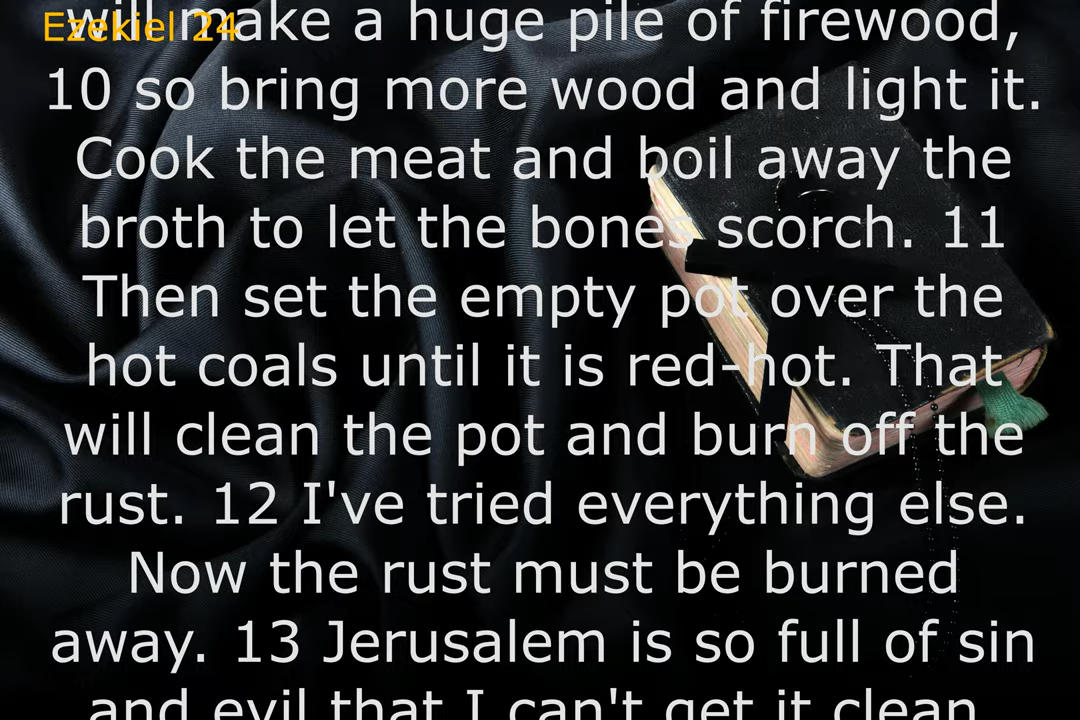 Ezekiel 24
will make a huge pile of firewood,
10 so bring more wood and light it.
Cook the meat and boil away the
broth to let the bones scorch. 11
Then set the empty pot over the
hot coals until it is red-hot. That
will clean the pot and burn off the
rust. 12 I've tried everything else.
Now the rust must be burned
away. 13 Jerusalem is so full of sin
and evil that I can't get it clean,